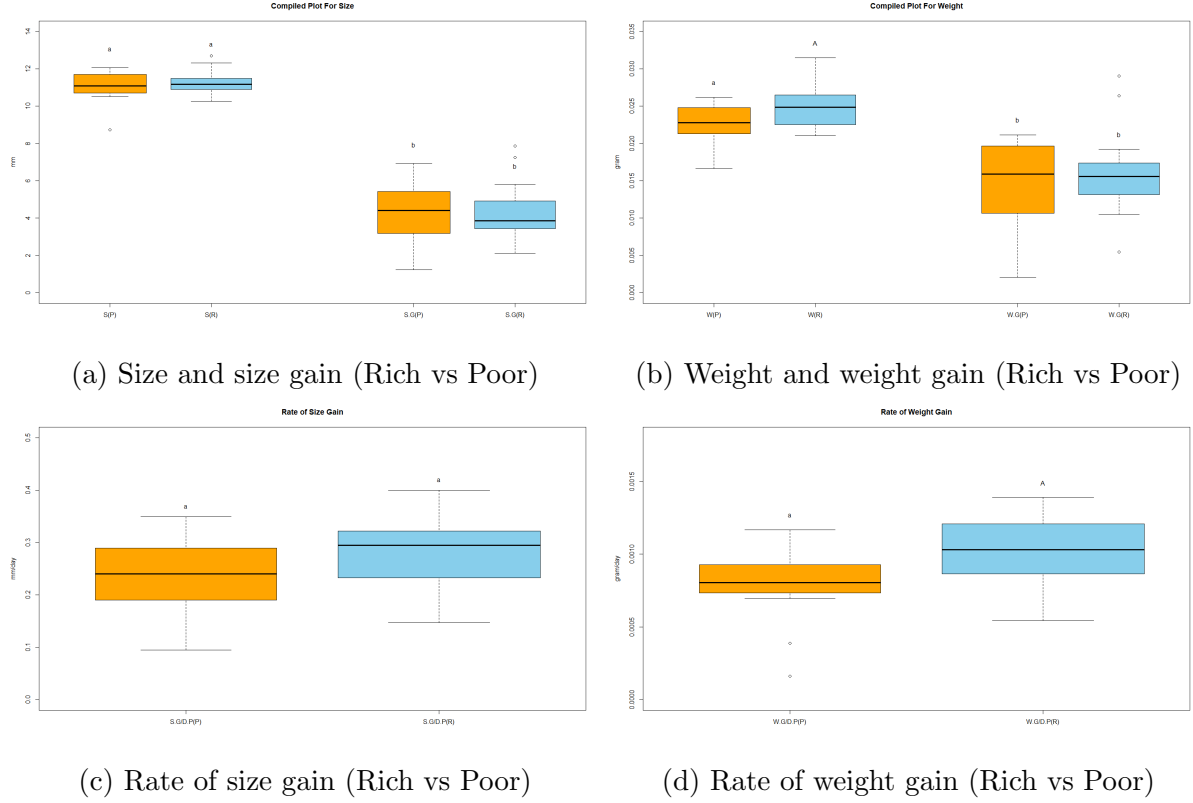 Compiled Plot For Size
mm
0 2 4 6 8 10 12 14
a a b b
S(P) S(R) S.G(P) S.G(R)
(a) Size and size gain (Rich vs Poor)
Compiled Plot For Weight
gram
0.000 0.005 0.010 0.015 0.020 0.025 0.030 0.035
a A b b
W(P) W(R) W.G(P) W.G(R)
(b) Weight and weight gain (Rich vs Poor)
Rate of Size Gain
mm/day
0.0 0.1 0.2 0.3 0.4 0.5
a a
S.G/D.P(P) S.G/D.P(R)
(c) Rate of size gain (Rich vs Poor)
Rate of Weight Gain
gram/day
0.0000 0.0005 0.0010 0.0015
a A
W.G/D.P(P) W.G/D.P(R)
(d) Rate of weight gain (Rich vs Poor)